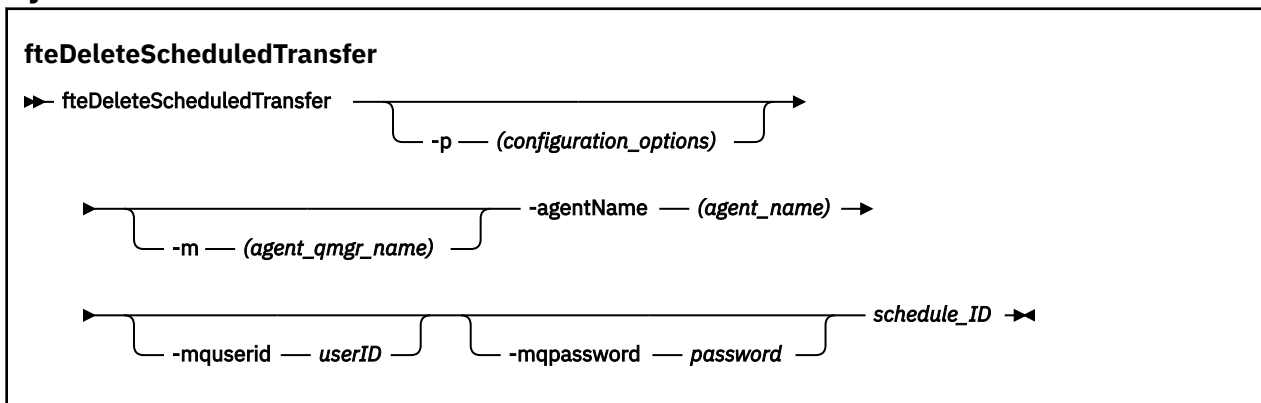 fteDeleteScheduledTransfer
fteDeleteScheduledTransfer
-p (configuration_options)
-agentName (agent_name)
-m (agent_qmgr_name)
schedule_ID
-mquserid userID -mqpassword password